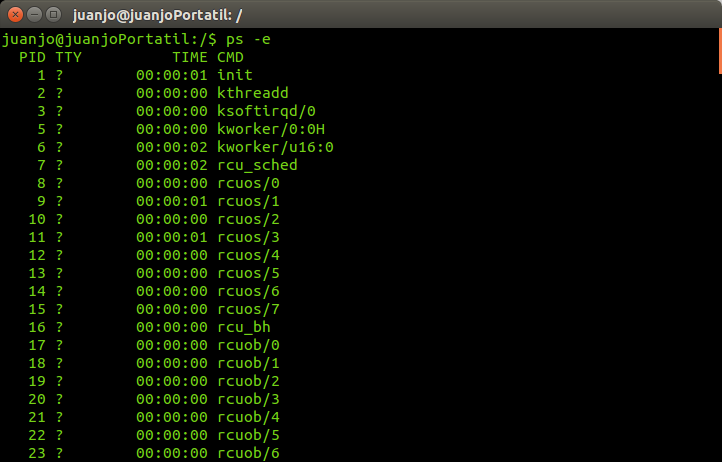 juanjo@juanjoPortatil: /
juanjo@juanjoPortatil:/$ ps -e
  PID TTY          TIME CMD
    1 ?        00:00:01 init
    2 ?        00:00:00 kthreadd
    3 ?        00:00:00 ksoftirqd/0
    5 ?        00:00:00 kworker/0:0H
    6 ?        00:00:02 kworker/u16:0
    7 ?        00:00:02 rcu_sched
    8 ?        00:00:00 rcuos/0
    9 ?        00:00:01 rcuos/1
   10 ?        00:00:00 rcuos/2
   11 ?        00:00:01 rcuos/3
   12 ?        00:00:00 rcuos/4
   13 ?        00:00:00 rcuos/5
   14 ?        00:00:00 rcuos/6
   15 ?        00:00:00 rcuos/7
   16 ?        00:00:00 rcu_bh
   17 ?        00:00:00 rcuob/0
   18 ?        00:00:00 rcuob/1
   19 ?        00:00:00 rcuob/2
   20 ?        00:00:00 rcuob/3
   21 ?        00:00:00 rcuob/4
   22 ?        00:00:00 rcuob/5
   23 ?        00:00:00 rcuob/6